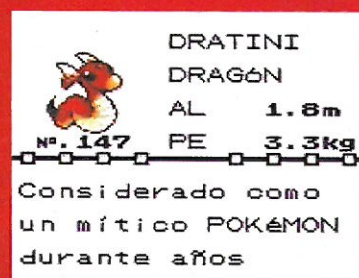 DRATINI
DRAGóN
AL 1.8m
Nº.147 PE 3.3kg
Considerado como
un mítico POKéMON
durante años